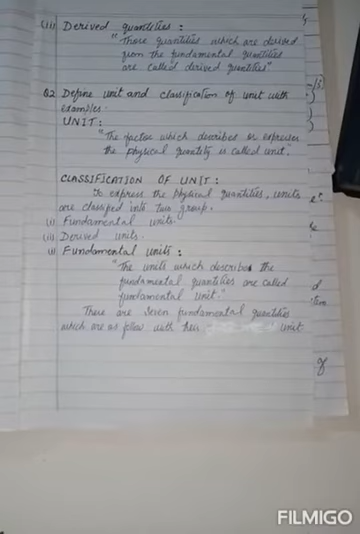 (ii) Derived quantities :
"Those quantities which are derived
from the fundamental quantities
are called derived quantities"
Q2 Define unit and classification of unit with
examples.
UNIT :
"The factor which describes or expresses
the physical quantity is called unit."
CLASSIFICATION OF UNIT :
To express the physical quantities, units
are classified into two group.
(i) Fundamental units.
(ii) Derived units.
(i) Fundamental units :
"The units which describes the
fundamental quantities are called
fundamental unit."
There are seven fundamental quantities
which are as follow with their unit
FILMIGO